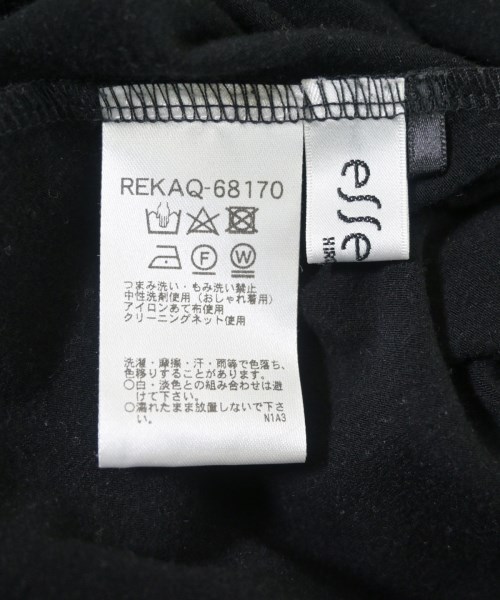 REKAQ-68170
F
W
つまみ洗い・もみ洗い禁止
中性洗剤使用（おしゃれ着用）
アイロンあて布使用
クリーニングネット使用
洗濯・摩擦・汗・雨等で色落ち、
色移りすることがあります。
○白・淡色との組み合わせは避
けて下さい。
○濡れたまま放置しないで下さ
い。
N1A3
esse